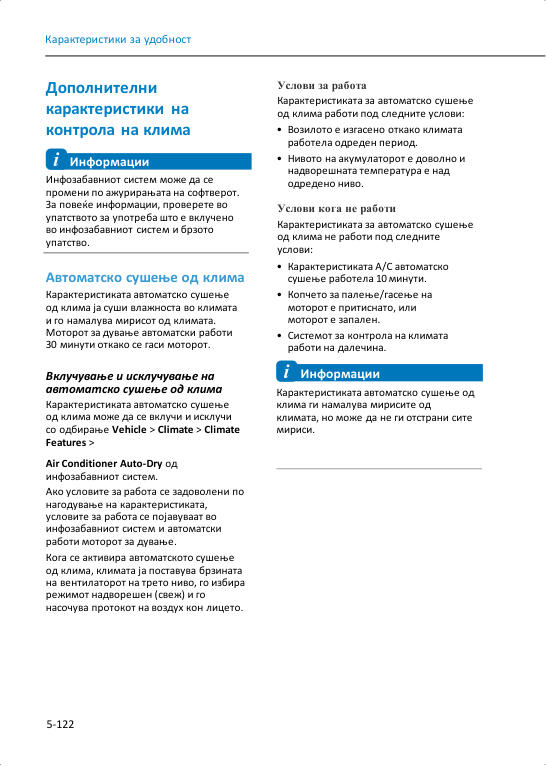 Карактеристики за удобност
Дополнителни
карактеристики на
контрола на клима
i Информации
Инфозабавниот систем може да се
промени по ажурирањата на софтверот.
За повеќе информации, проверете во
упатството за употреба што е вклучено
во инфозабавниот систем и брзото
упатство.
Автоматско сушење од клима
Карактеристиката автоматско сушење
од клима ја суши влажноста во климата
и го намалува мирисот од климата.
Моторот за дување автоматски работи
30 минути откако се гаси моторот.
Вклучување и исклучување на
автоматско сушење од клима
Карактеристиката автоматско сушење
од клима може да се вклучи и исклучи
со одбирање Vehicle > Climate > Climate
Features >
Air Conditioner Auto-Dry од
инфозабавниот систем.
Ако условите за работа се задоволени по
нагодување на карактеристиката,
условите за работа се појавуваат во
инфозабавниот систем и автоматски
работи моторот за дување.
Кога се активира автоматското сушење
од клима, климата ја поставува брзината
на вентилаторот на трето ниво, го избира
режимот надворешен (свеж) и го
насочува протокот на воздух кон лицето.
Услови за работа
Карактеристиката за автоматско сушење
од клима работи под следните услови:
• Возилото е изгасено откако климата
работела одреден период.
• Нивото на акумулаторот е доволно и
надворешната температура е над
одредено ниво.
Услови кога не работи
Карактеристиката за автоматско сушење
од клима не работи под следните
услови:
• Карактеристиката A/C автоматско
сушење работела 10 минути.
• Копчето за палење/гасење на
моторот е притиснато, или
моторот е запален.
• Системот за контрола на климата
работи на далечина.
i Информации
Карактеристиката автоматско сушење од
клима ги намалува мирисите од
климата, но може да не ги отстрани сите
мириси.
5-122